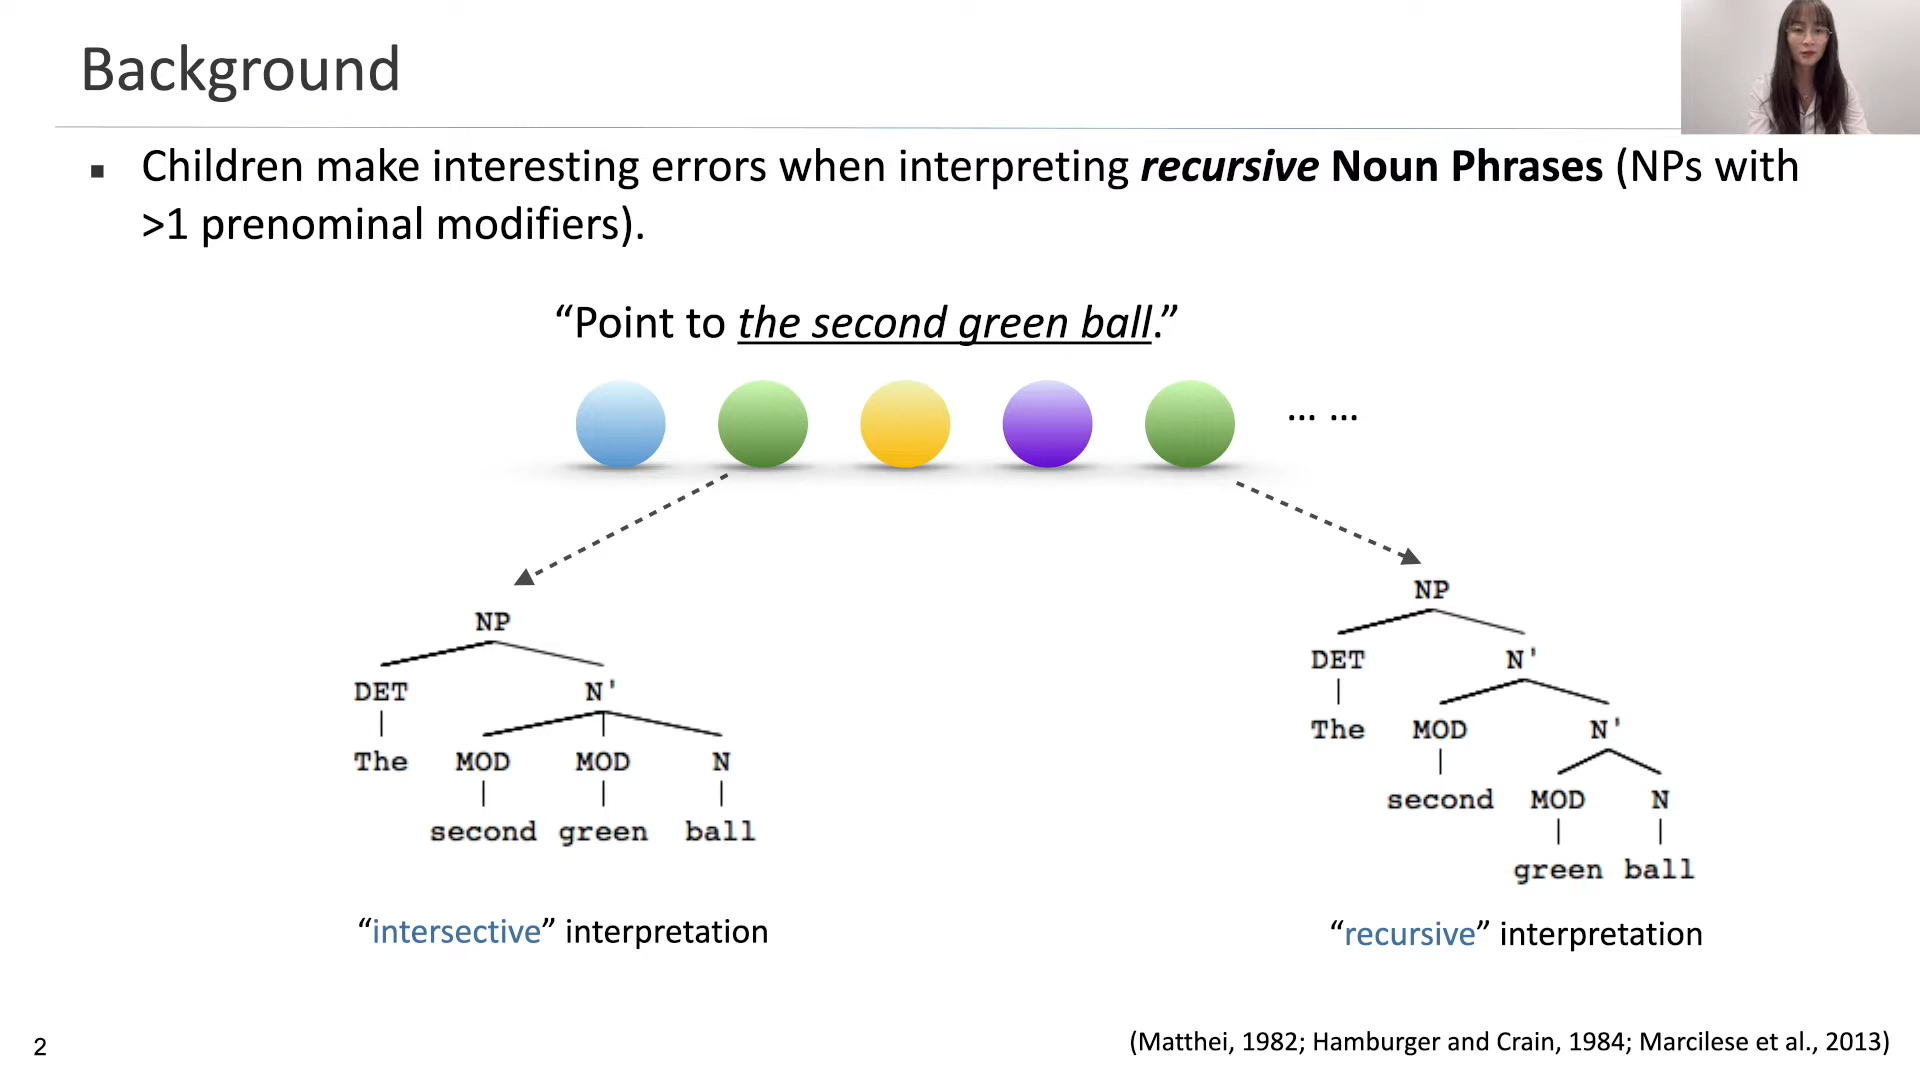 Background
▪ Children make interesting errors when interpreting recursive Noun Phrases (NPs with
>1 prenominal modifiers).
“Point to the second green ball.”
... ...
NP
DET N'
The MOD MOD N
second green ball
“intersective” interpretation
NP
DET N'
The MOD N'
second MOD N
green ball
“recursive” interpretation
(Matthei, 1982; Hamburger and Crain, 1984; Marcilese et al., 2013)
2